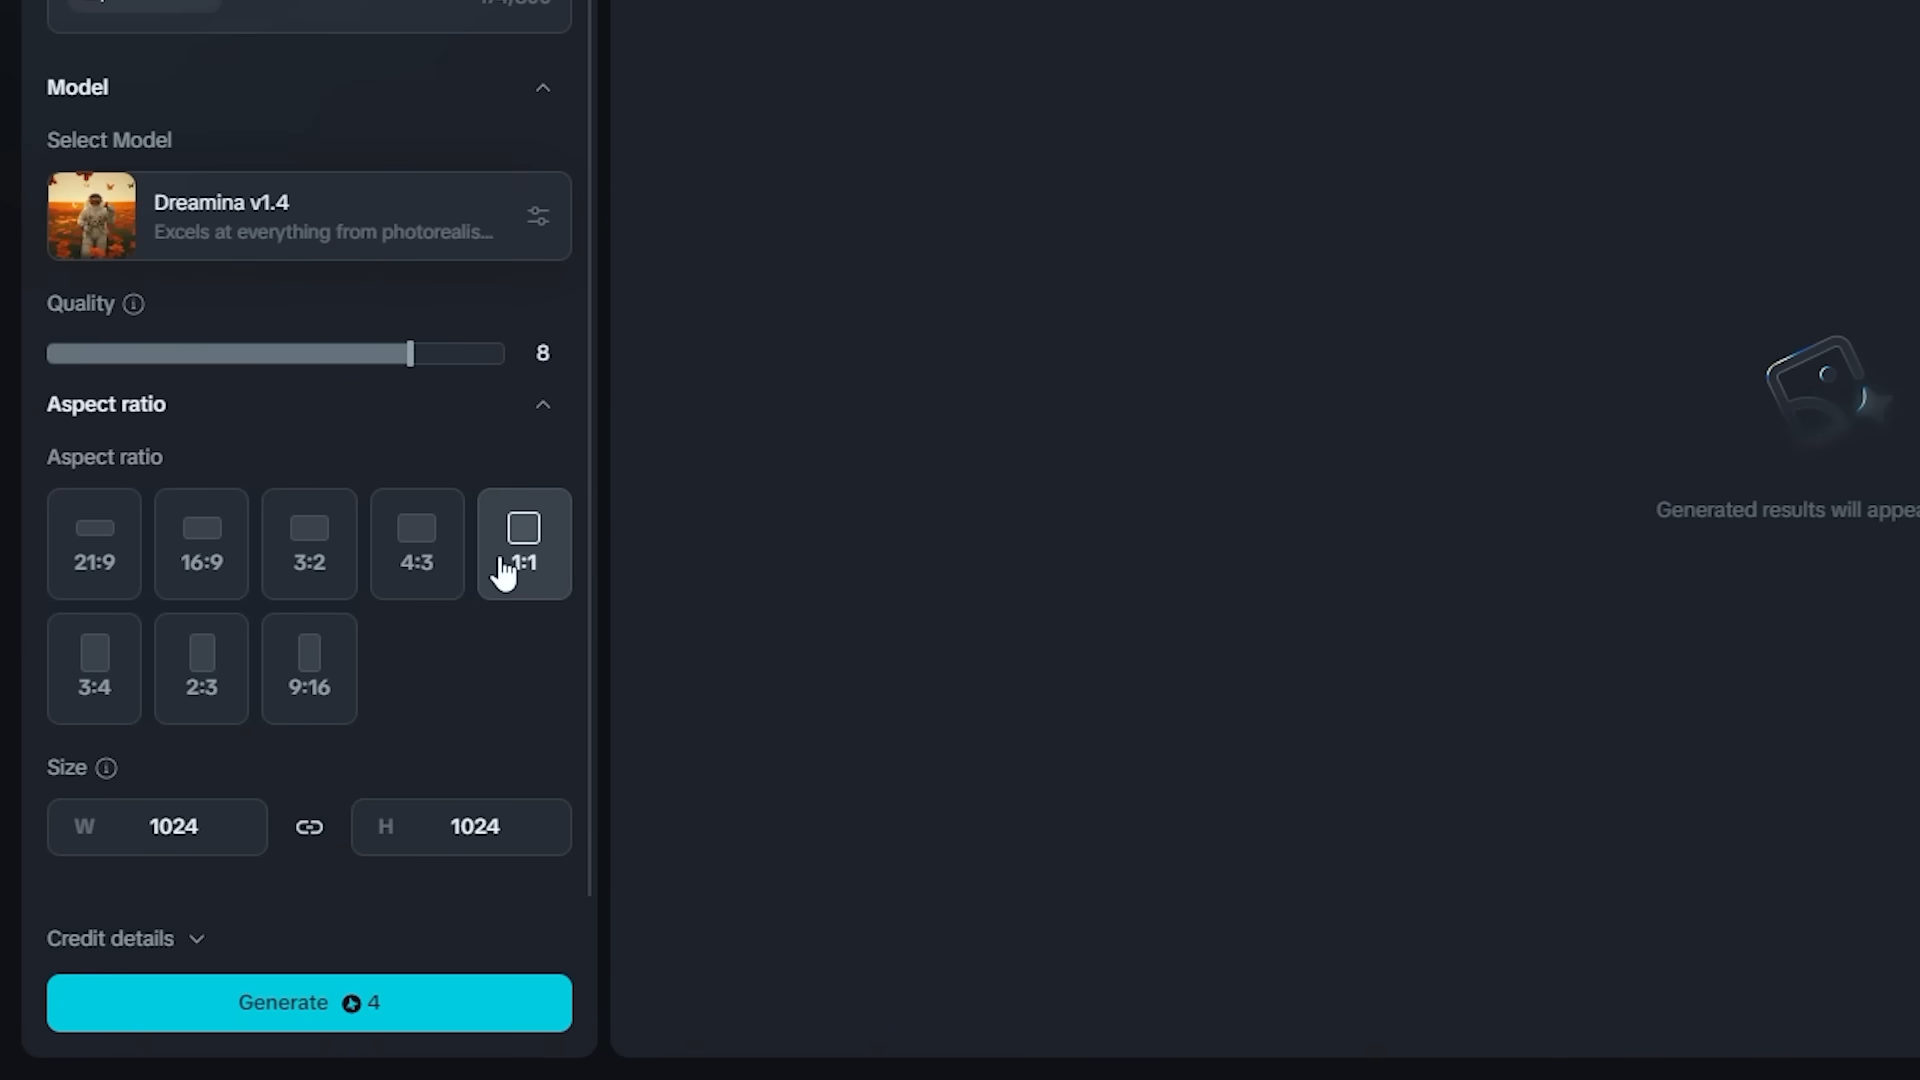 Model
Select Model
Dreamina v1.4
Excels at everything from photorealis...
Quality
8
Aspect ratio
Aspect ratio
21:9
16:9
3:2
4:3
1:1
3:4
2:3
9:16
Size
W 1024
H 1024
Credit details
Generate 4
Generated results will appea